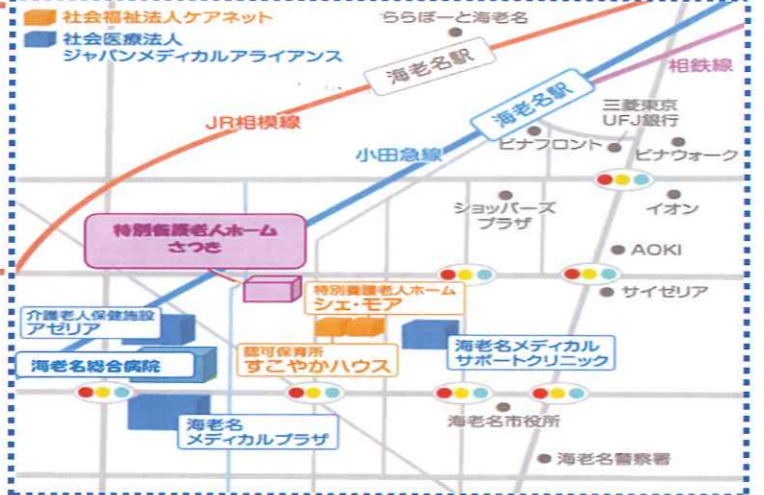 社会福祉法人ケアネット
社会医療法人
ジャパンメディカルアライアンス
ららぽーと海老名
海老名駅
海老名駅
相鉄線
JR相模線
小田急線
三菱東京
UFJ銀行
ビナフロント
ビナウォーク
ショッパーズ
プラザ
イオン
特別養護老人ホーム
さつき
AOKI
サイゼリア
特別養護老人ホーム
シェ・モア
介護老人保健施設
アゼリア
海老名総合病院
認可保育所
すこやかハウス
海老名メディカル
サポートクリニック
海老名
メディカルプラザ
海老名市役所
海老名警察署